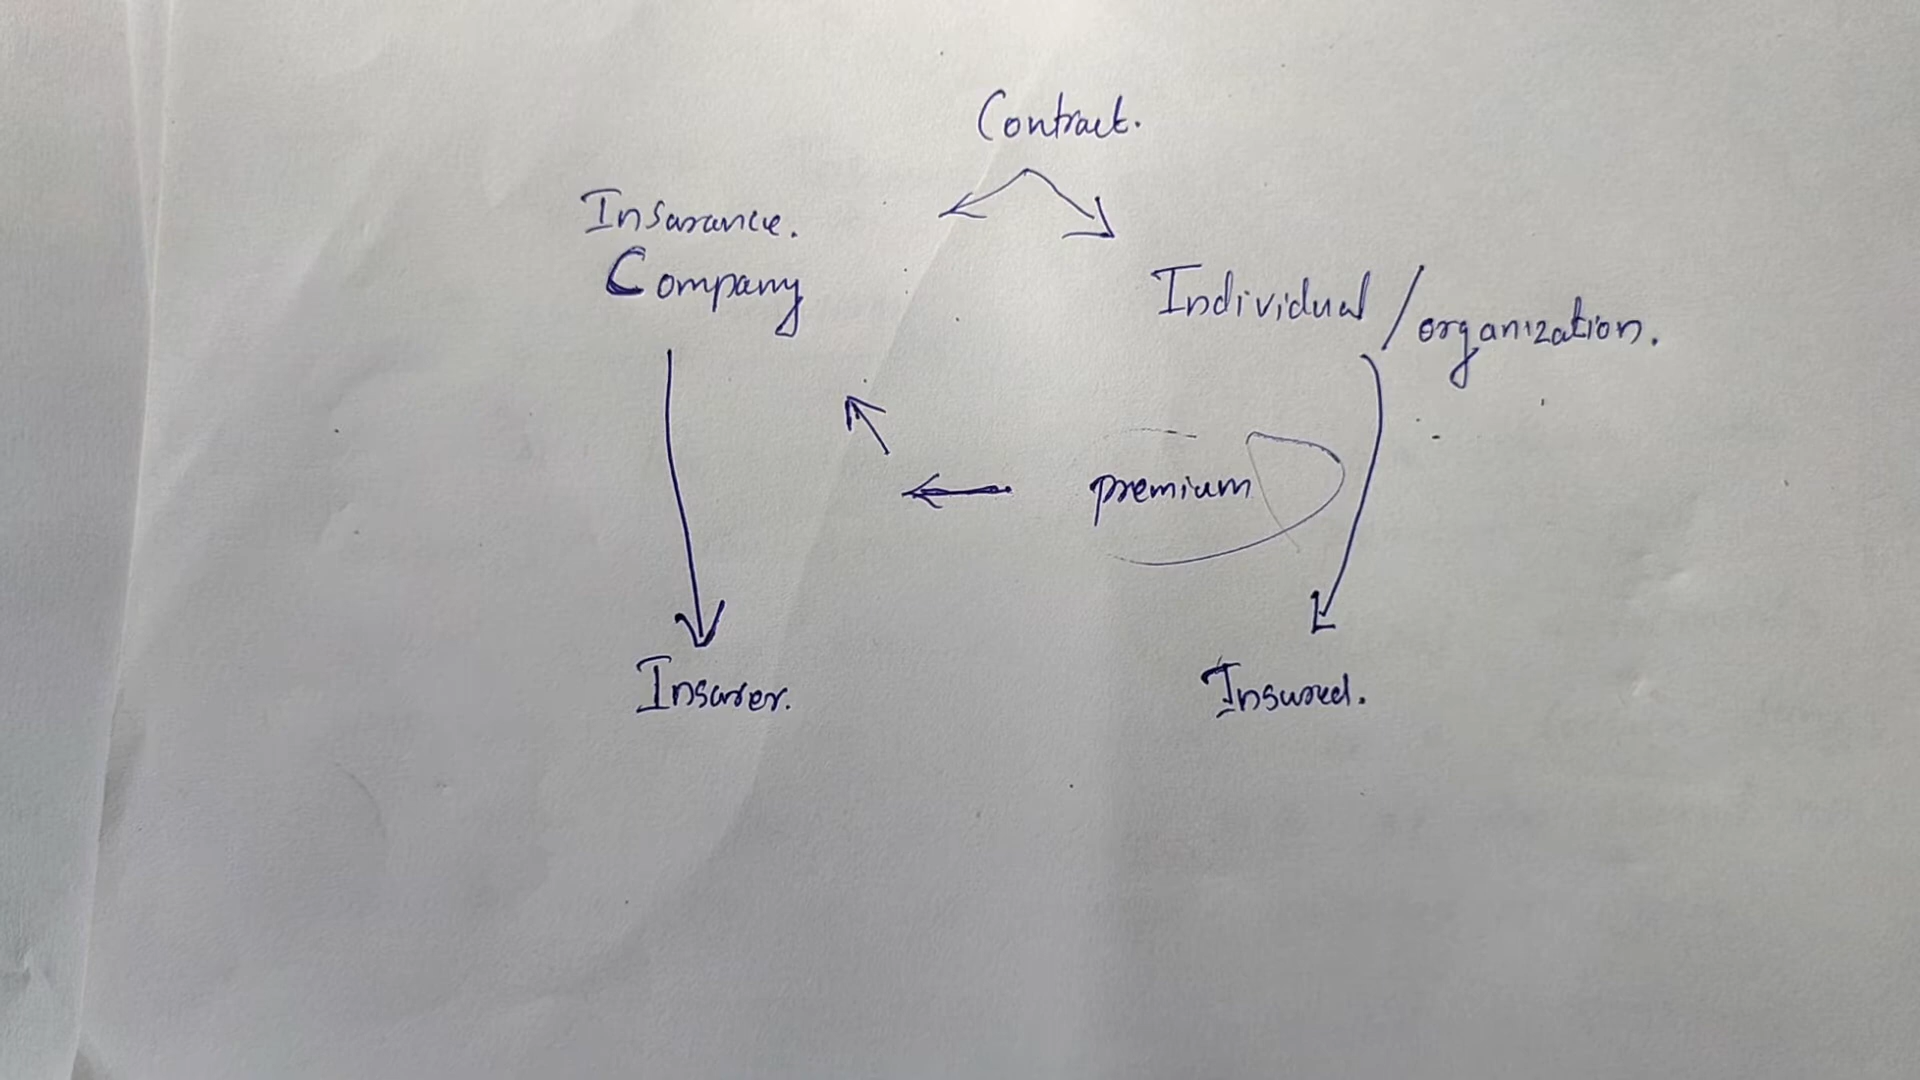 Contract.
Insurance.
Company
Individual / organization.
premium
Insurer.
Insured.